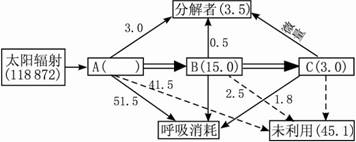 分解者(3.5)
3.0
微量
太阳辐射
(118 872)
0.5
A(　　)
B(15.0)
C(3.0)
41.5
2.5
1.8
51.5
呼吸消耗
未利用(45.1)